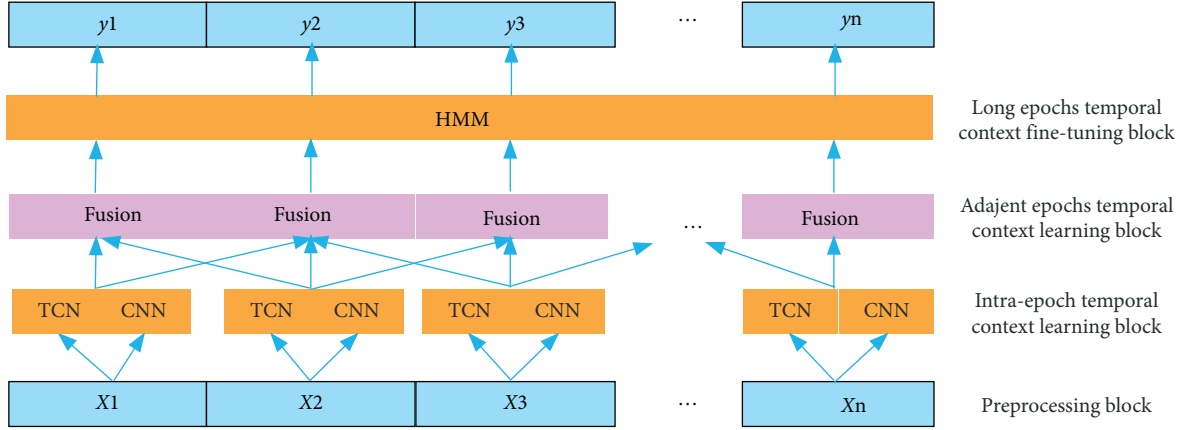 y1 y2 y3 ... yn
HMM
Long epochs temporal
context fine-tuning block
Fusion Fusion Fusion ... Fusion
Adajent epochs temporal
context learning block
TCN CNN TCN CNN TCN CNN TCN CNN
Intra-epoch temporal
context learning block
X1 X2 X3 ... Xn
Preprocessing block